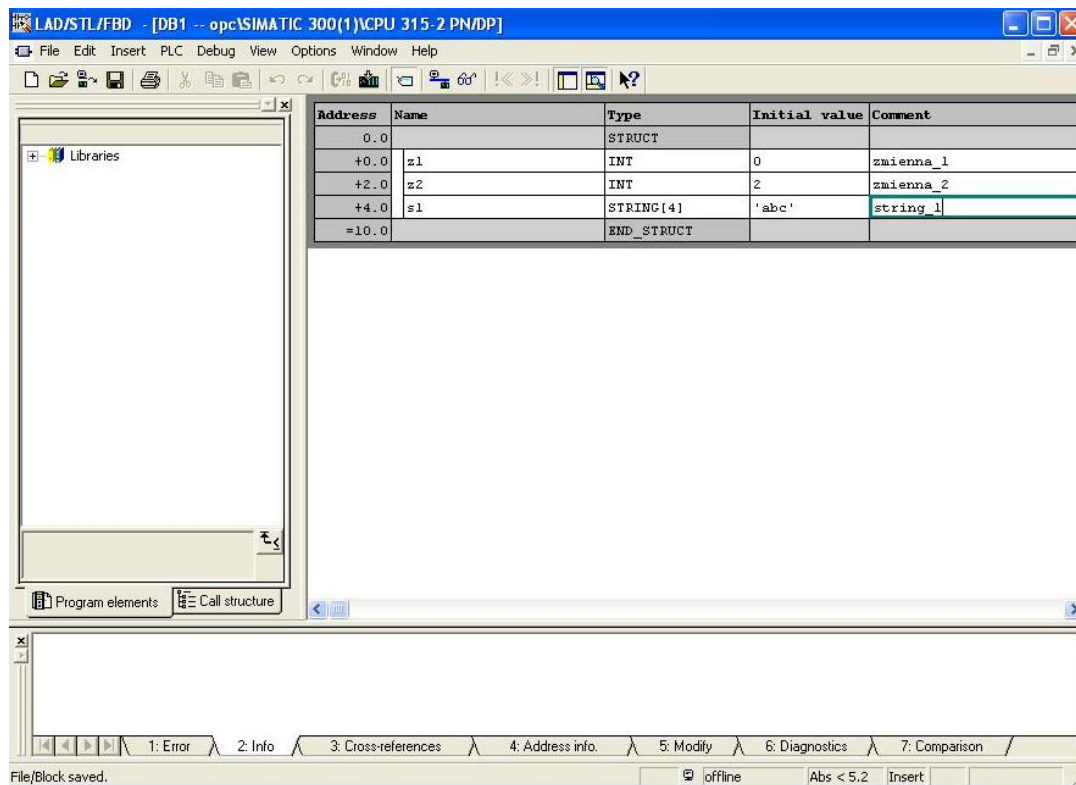 LAD/STL/FBD - [DB1 -- opc\SIMATIC 300(1)\CPU 315-2 PN/DP]
File Edit Insert PLC Debug View Options Window Help
Address Name Type Initial value Comment
0.0 STRUCT
+0.0 z1 INT 0 zmienna_1
+2.0 z2 INT 2 zmienna_2
+4.0 s1 STRING[4] 'abc' string_1
=10.0 END_STRUCT
Libraries
Program elements Call structure
1: Error 2: Info 3: Cross-references 4: Address info. 5: Modify 6: Diagnostics 7: Comparison
File/Block saved. offline Abs < 5.2 Insert